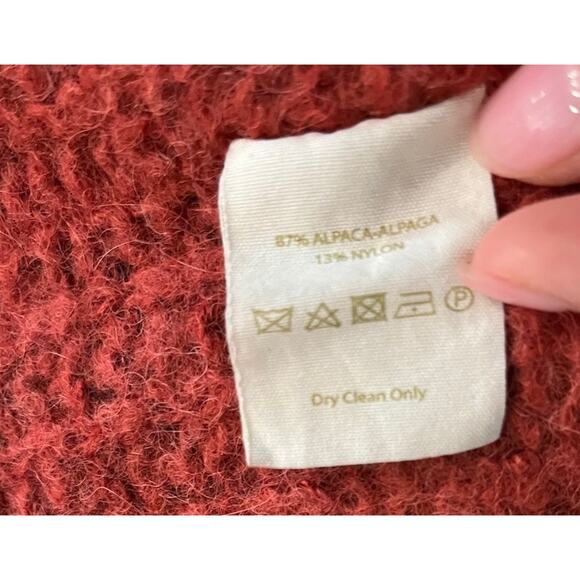 87% ALPACA-ALPAGA
13% NYLON
P
Dry Clean Only